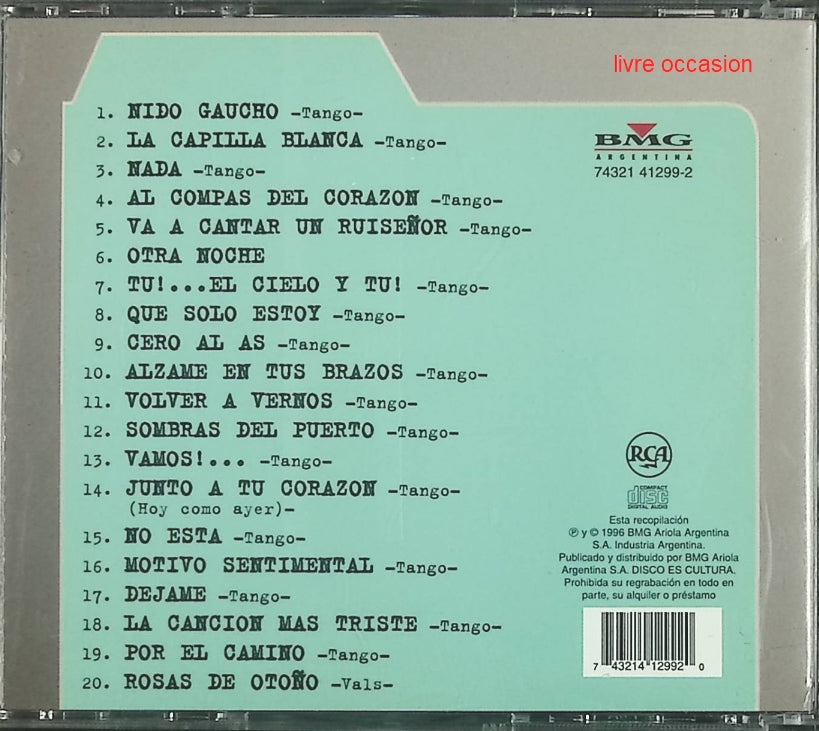 livre occasion
1. NIDO GAUCHO -Tango-
2. LA CAPILLA BLANCA -Tango-
3. NADA -Tango-
4. AL COMPAS DEL CORAZON -Tango-
5. VA A CANTAR UN RUISEÑOR -Tango-
6. OTRA NOCHE
7. TU!...EL CIELO Y TU! -Tango-
8. QUE SOLO ESTOY -Tango-
9. CERO AL AS -Tango-
10. ALZAME EN TUS BRAZOS -Tango-
11. VOLVER A VERNOS -Tango-
12. SOMBRAS DEL PUERTO -Tango-
13. VAMOS!... -Tango-
14. JUNTO A TU CORAZON -Tango-
(Hoy como ayer)-
15. NO ESTA -Tango-
16. MOTIVO SENTIMENTAL -Tango-
17. DEJAME -Tango-
18. LA CANCION MAS TRISTE -Tango-
19. POR EL CAMINO -Tango-
20. ROSAS DE OTOÑO -Vals-
BMG
ARGENTINA
74321 41299-2
RCA
COMPACT
disc
DIGITAL AUDIO
Esta recopilación
℗ y © 1996 BMG Ariola Argentina
S.A. Industria Argentina.
Publicado y distribuido por BMG Ariola
Argentina S.A. DISCO ES CULTURA.
Prohibida su regrabación en todo en
parte, su alquiler o préstamo
7 43214 12992 0